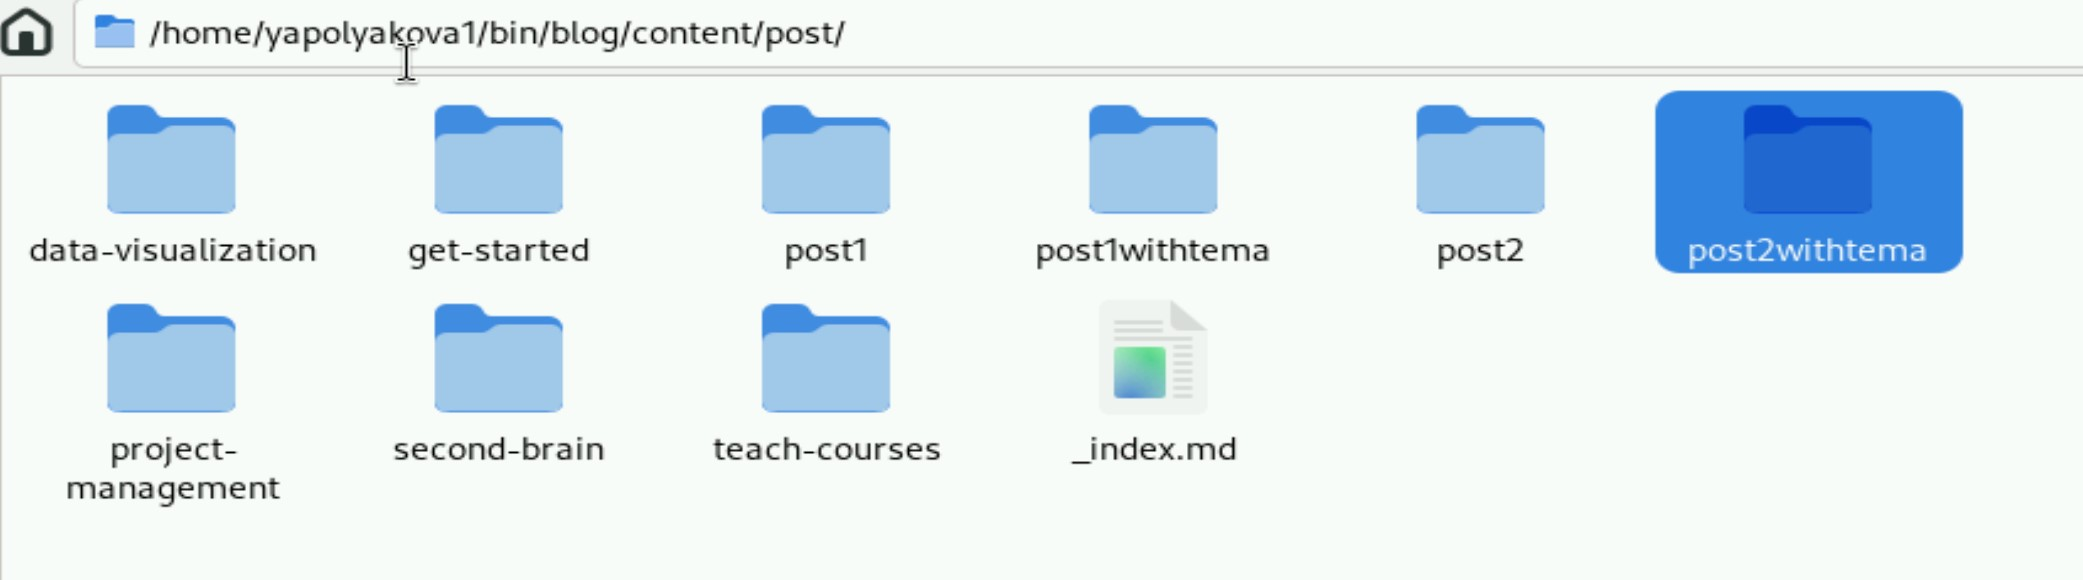 /home/yapolyakova1/bin/blog/content/post/
data-visualization
get-started
post1
post1withtema
post2
post2withtema
project-
management
second-brain
teach-courses
_index.md